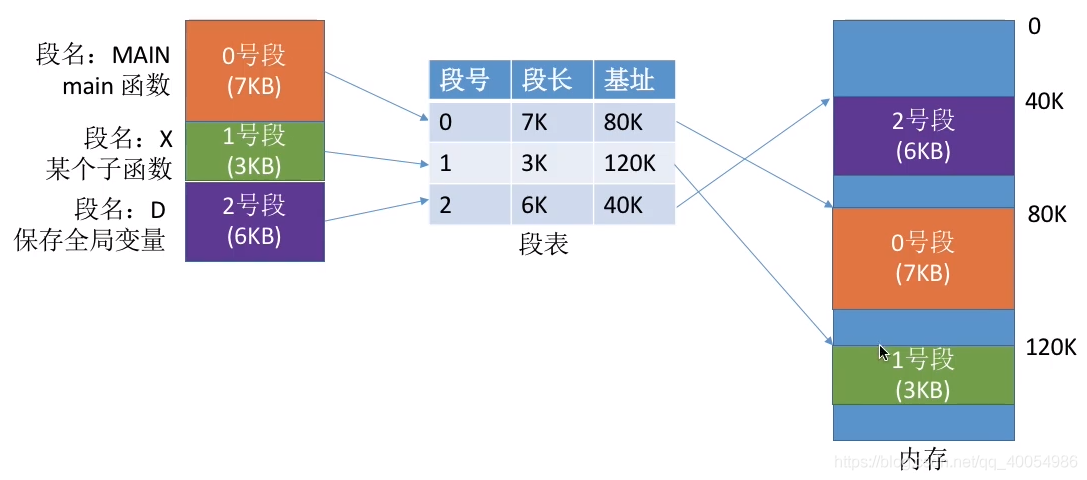 段名：MAIN
main 函数
0号段
(7KB)
段名：X
某个子函数
1号段
(3KB)
段名：D
保存全局变量
2号段
(6KB)
段号 段长 基址
0 7K 80K
1 3K 120K
2 6K 40K
段表
0
40K
2号段
(6KB)
80K
0号段
(7KB)
120K
1号段
(3KB)
内存
https://blog.csdn.net/qq_40054986